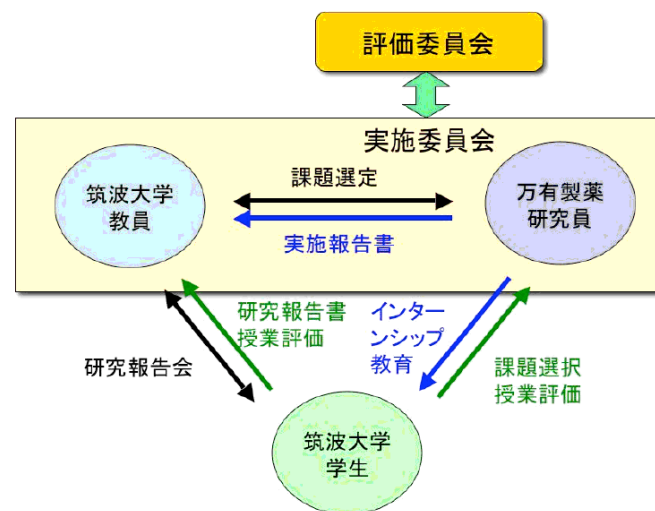 評価委員会
実施委員会
筑波大学
教員
課題選定
実施報告書
万有製薬
研究員
研究報告書
授業評価
インター
ンシップ
教育
研究報告会
課題選択
授業評価
筑波大学
学生